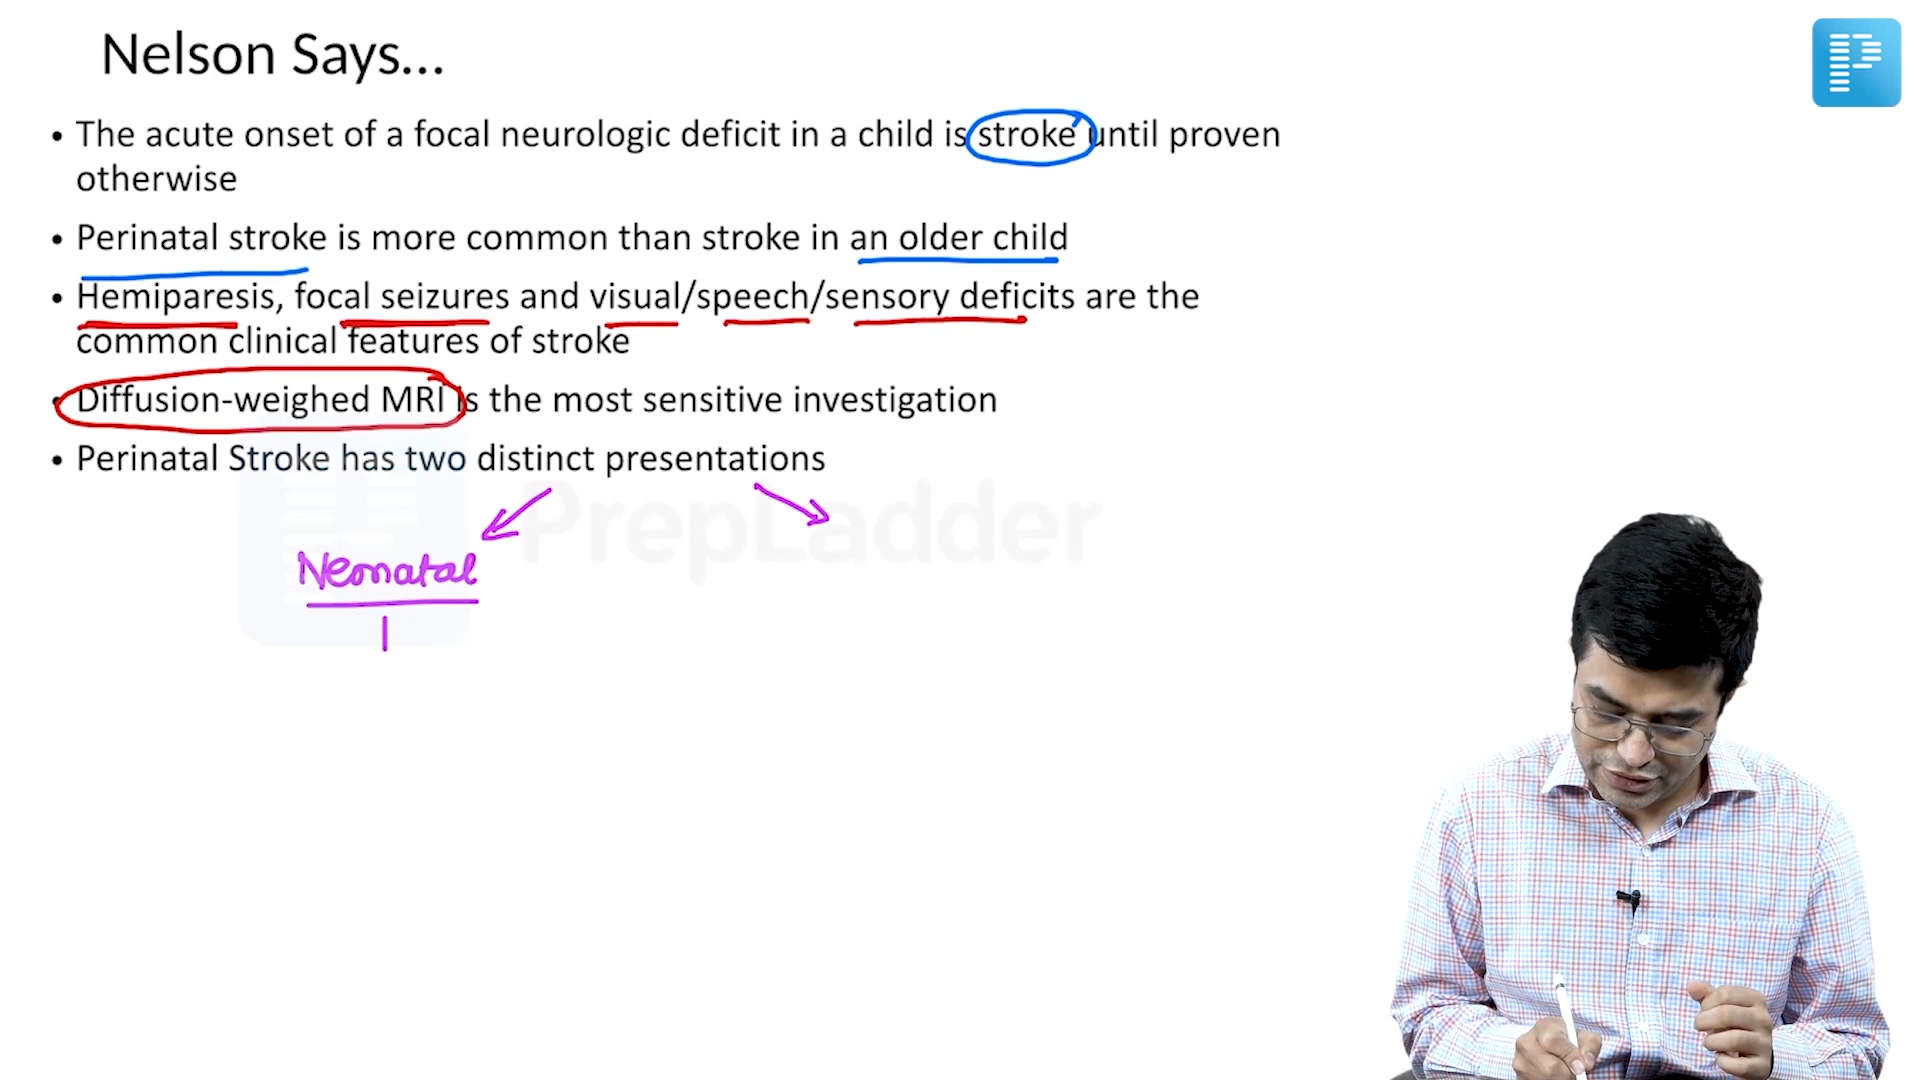 Nelson Says...
• The acute onset of a focal neurologic deficit in a child is stroke until proven
otherwise
• Perinatal stroke is more common than stroke in an older child
• Hemiparesis, focal seizures and visual/speech/sensory deficits are the
common clinical features of stroke
• Diffusion-weighed MRI is the most sensitive investigation
• Perinatal Stroke has two distinct presentations
PrepLadder
Neonatal